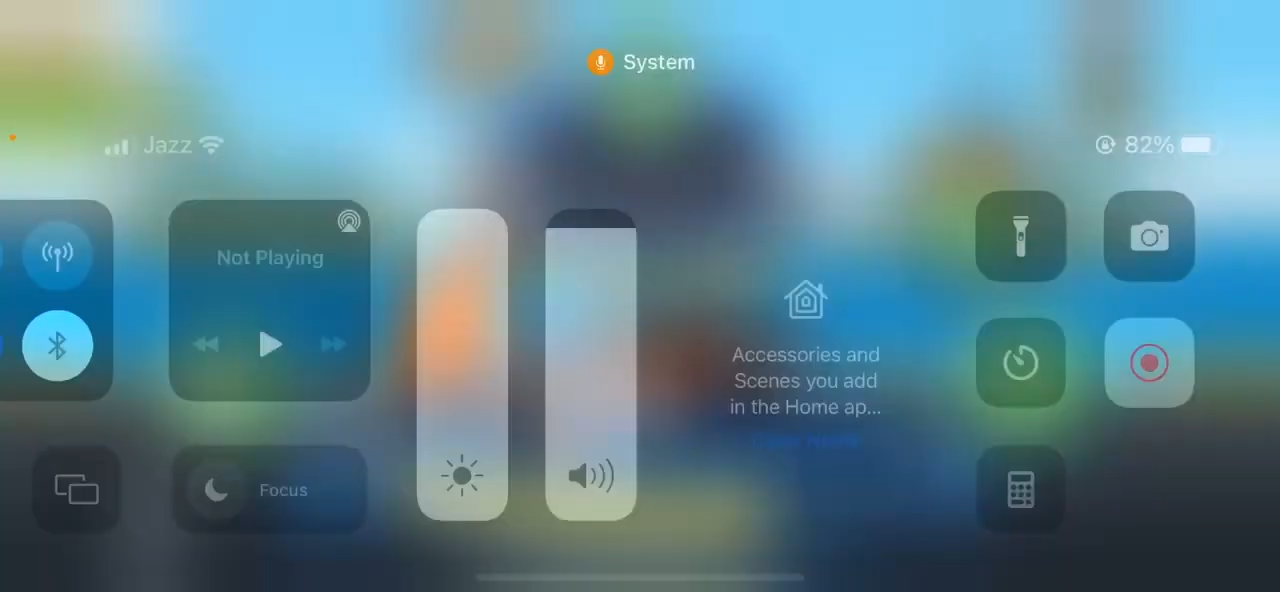 System
Jazz
82%
Not Playing
Accessories and
Scenes you add
in the Home ap...
Focus